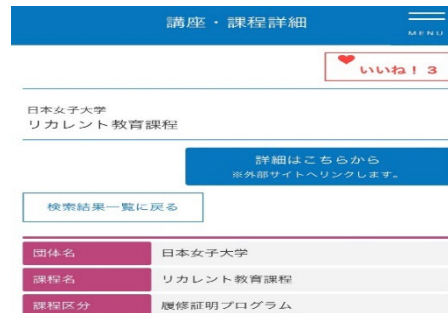 講座・課程詳細
MENU
いいね！ 3
日本女子大学
リカレント教育課程
詳細はこちらから
※外部サイトへリンクします。
検索結果一覧に戻る
団体名 日本女子大学
課程名 リカレント教育課程
課程区分 履修証明プログラム